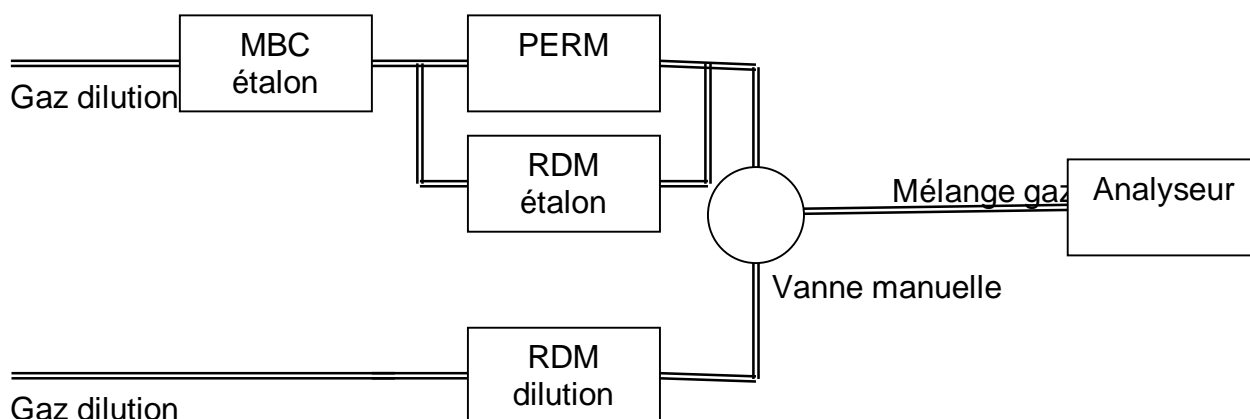 MBC
étalon
PERM
Gaz dilution
RDM
étalon
Mélange gaz
Analyseur
Vanne manuelle
RDM
dilution
Gaz dilution